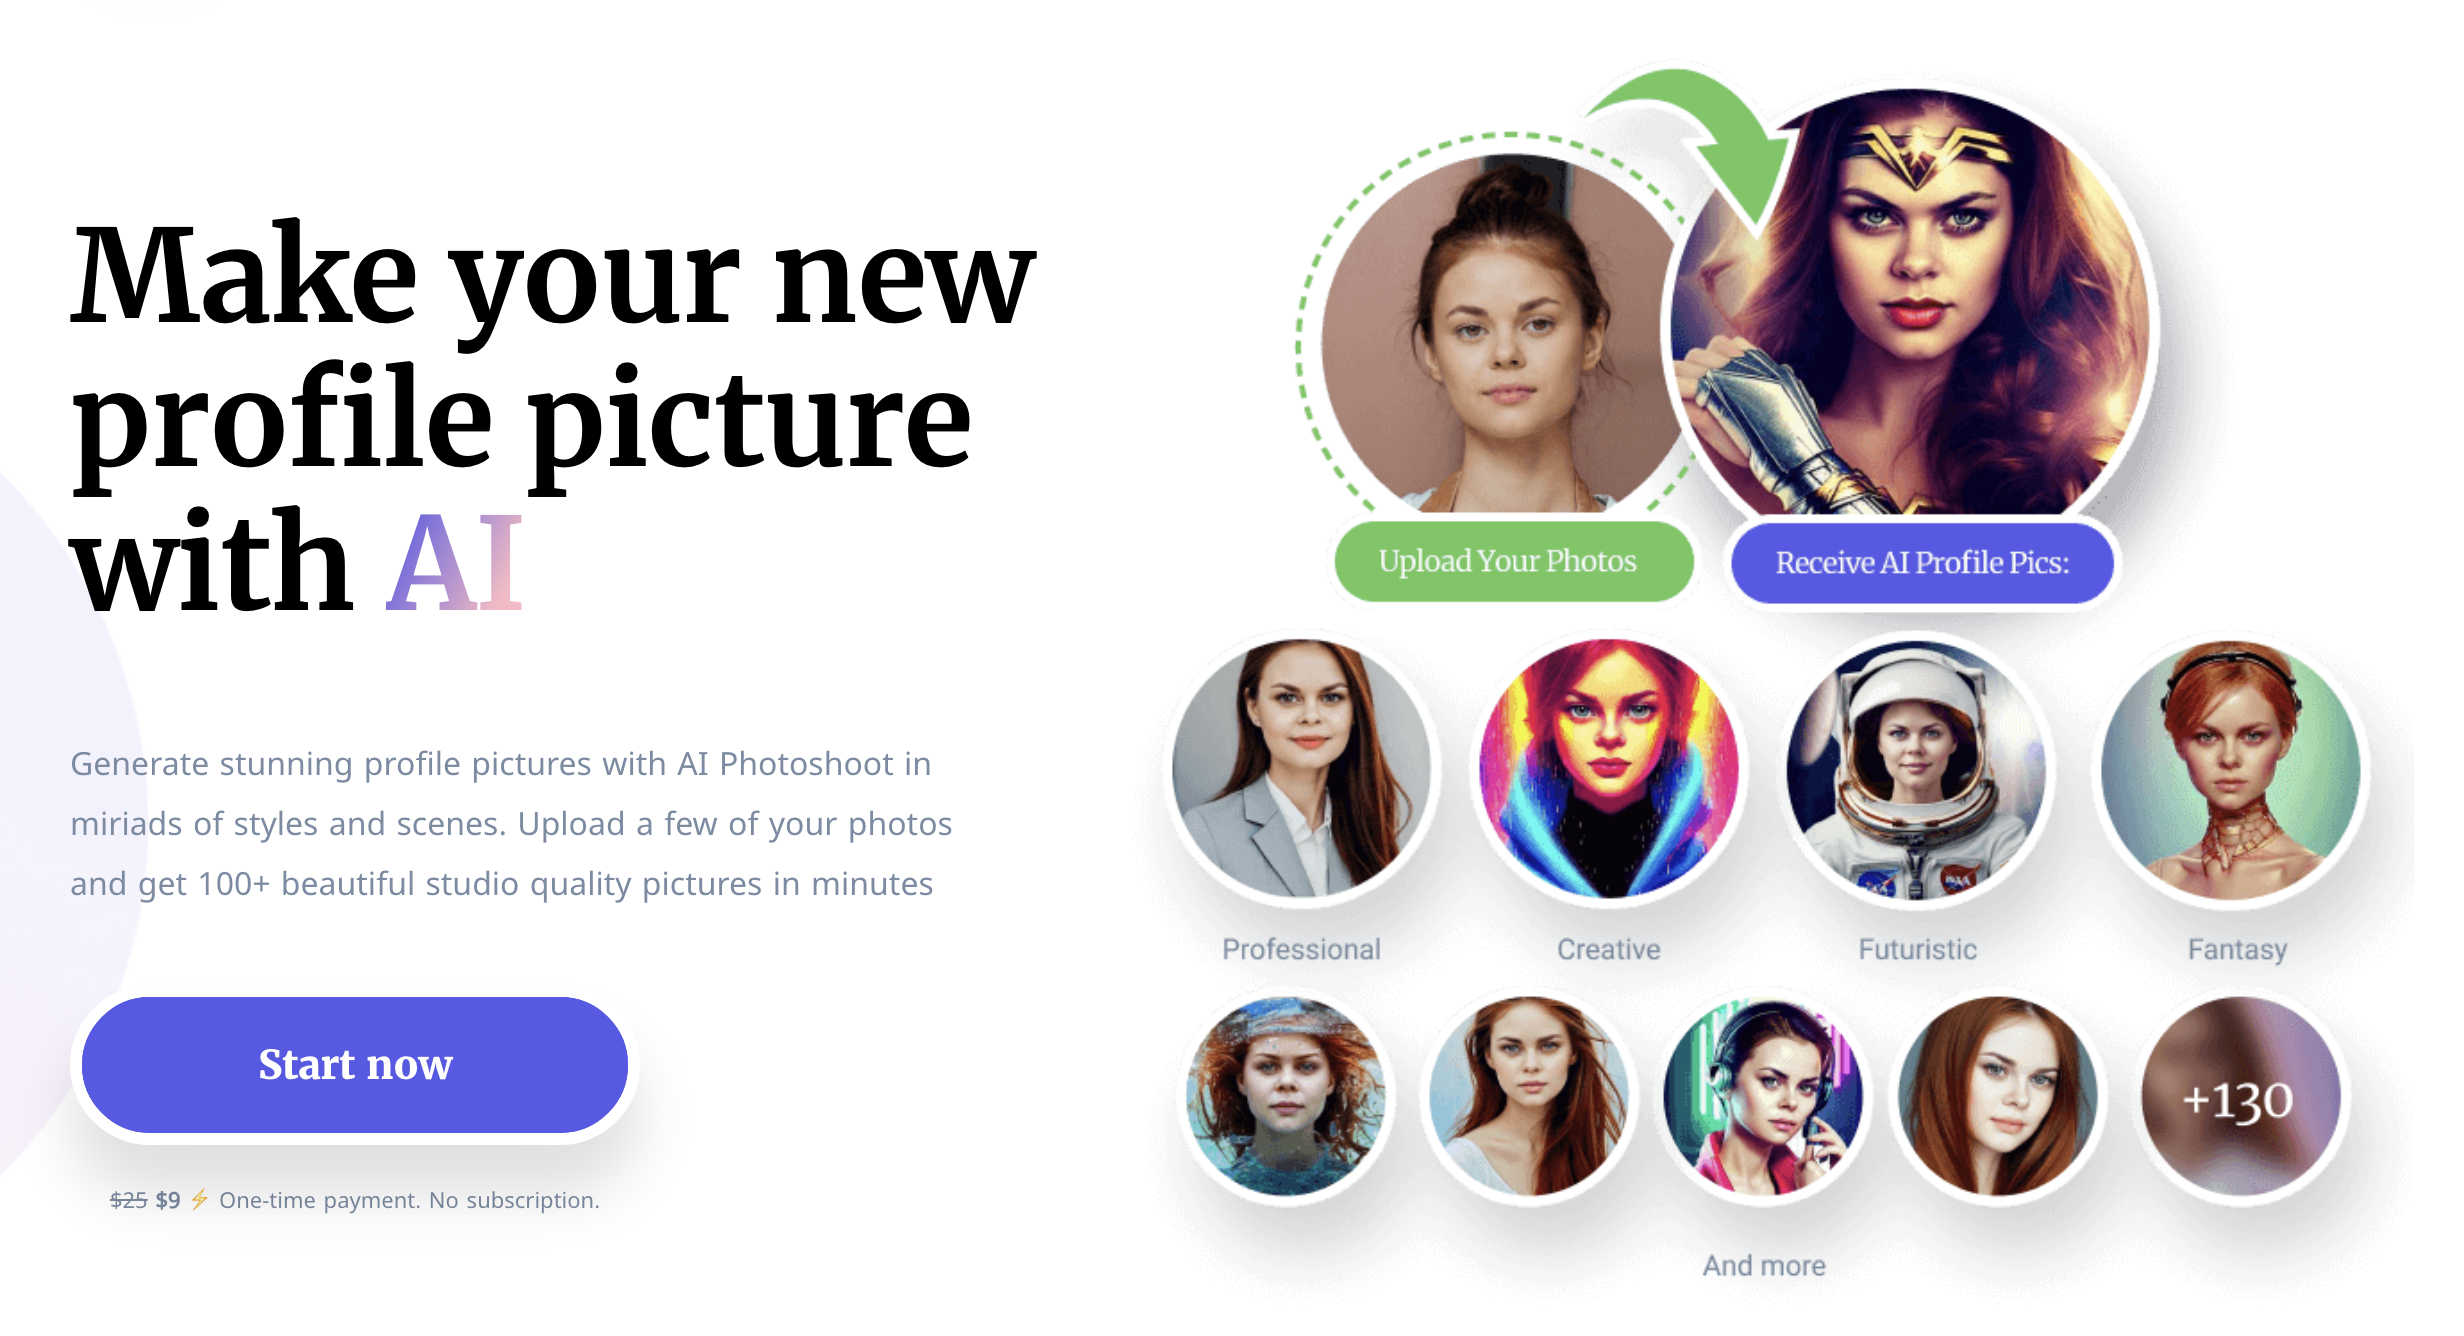 Make your new
profile picture
with AI
Generate stunning profile pictures with AI Photoshoot in
miriads of styles and scenes. Upload a few of your photos
and get 100+ beautiful studio quality pictures in minutes
Start now
$25 $9 ⚡ One-time payment. No subscription.
Upload Your Photos
Receive AI Profile Pics:
Professional
Creative
Futuristic
Fantasy
+130
And more